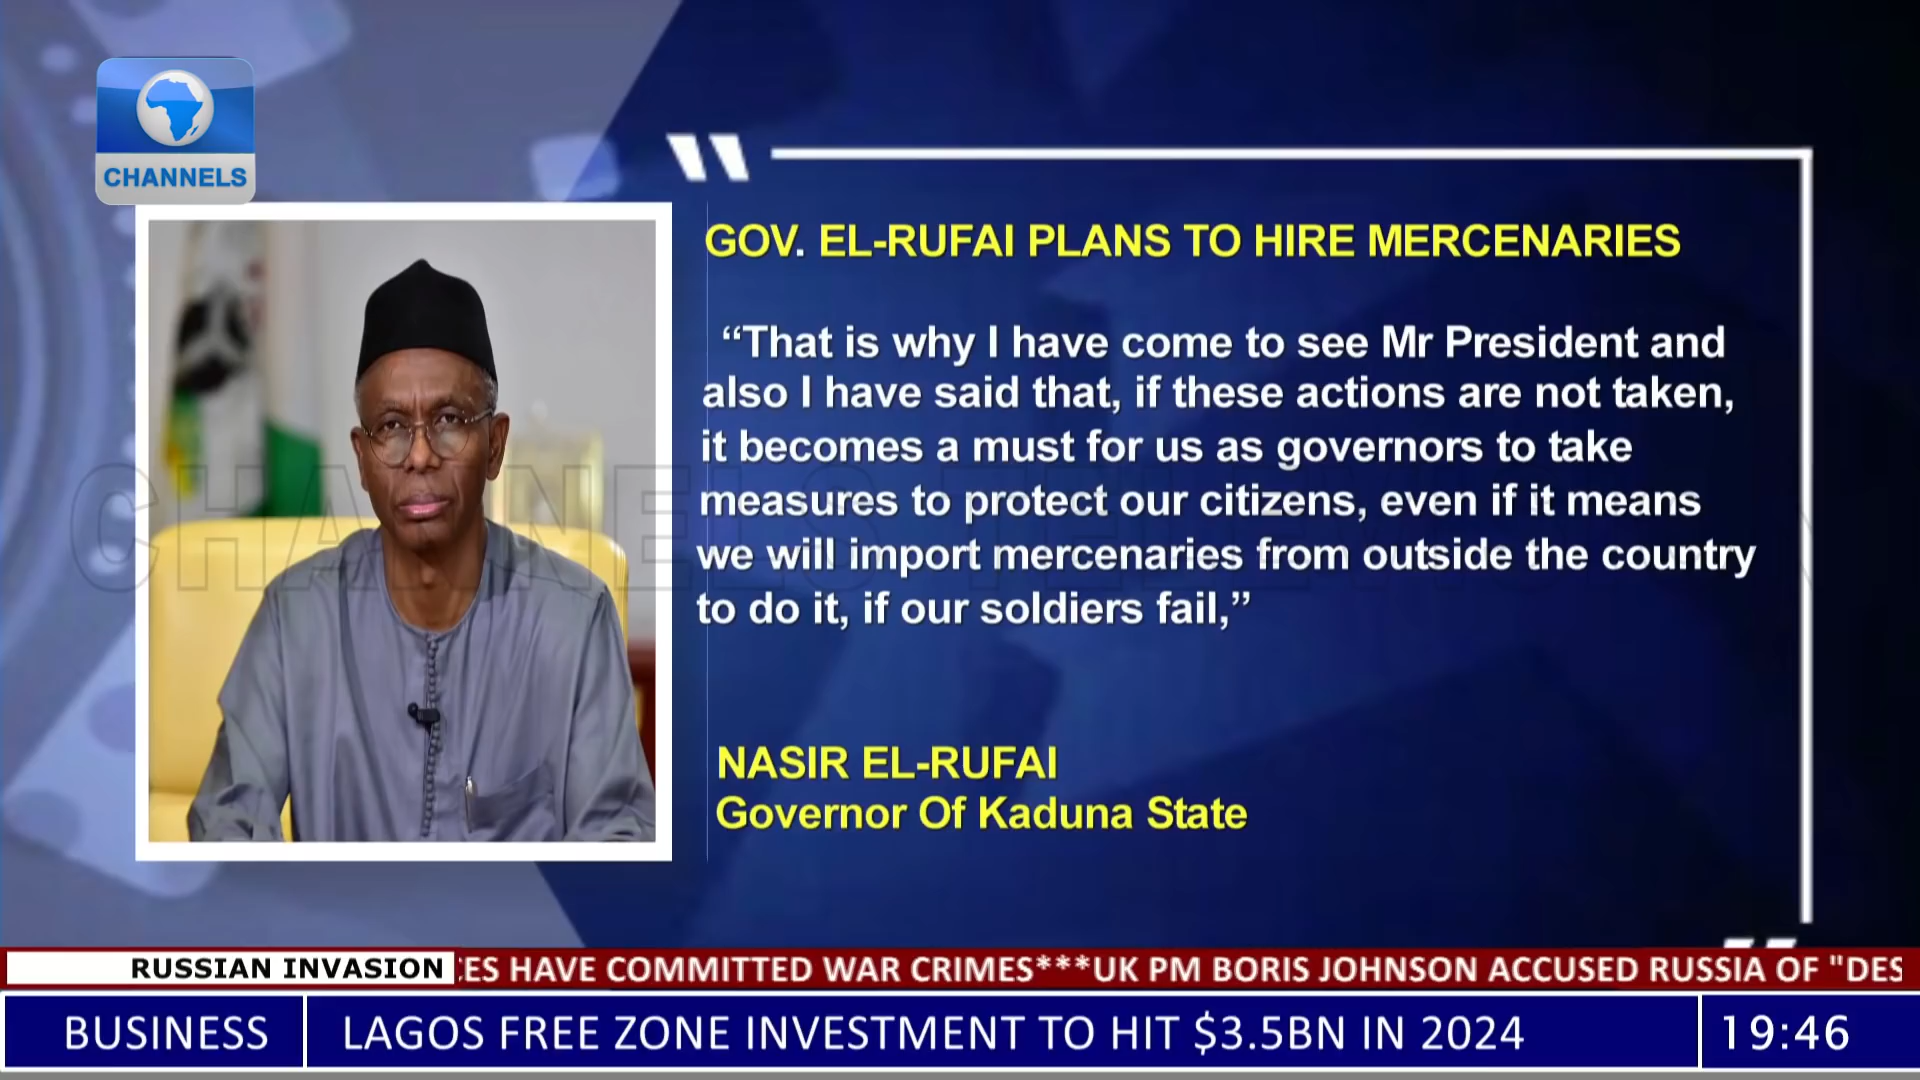 CHANNELS
GOV. EL-RUFAI PLANS TO HIRE MERCENARIES
“That is why I have come to see Mr President and
also I have said that, if these actions are not taken,
it becomes a must for us as governors to take
measures to protect our citizens, even if it means
we will import mercenaries from outside the country
to do it, if our soldiers fail,”
NASIR EL-RUFAI
Governor Of Kaduna State
RUSSIAN INVASION
HAVE COMMITTED WAR CRIMES***UK PM BORIS JOHNSON ACCUSED RUSSIA OF "DES
BUSINESS
LAGOS FREE ZONE INVESTMENT TO HIT $3.5BN IN 2024
19:46